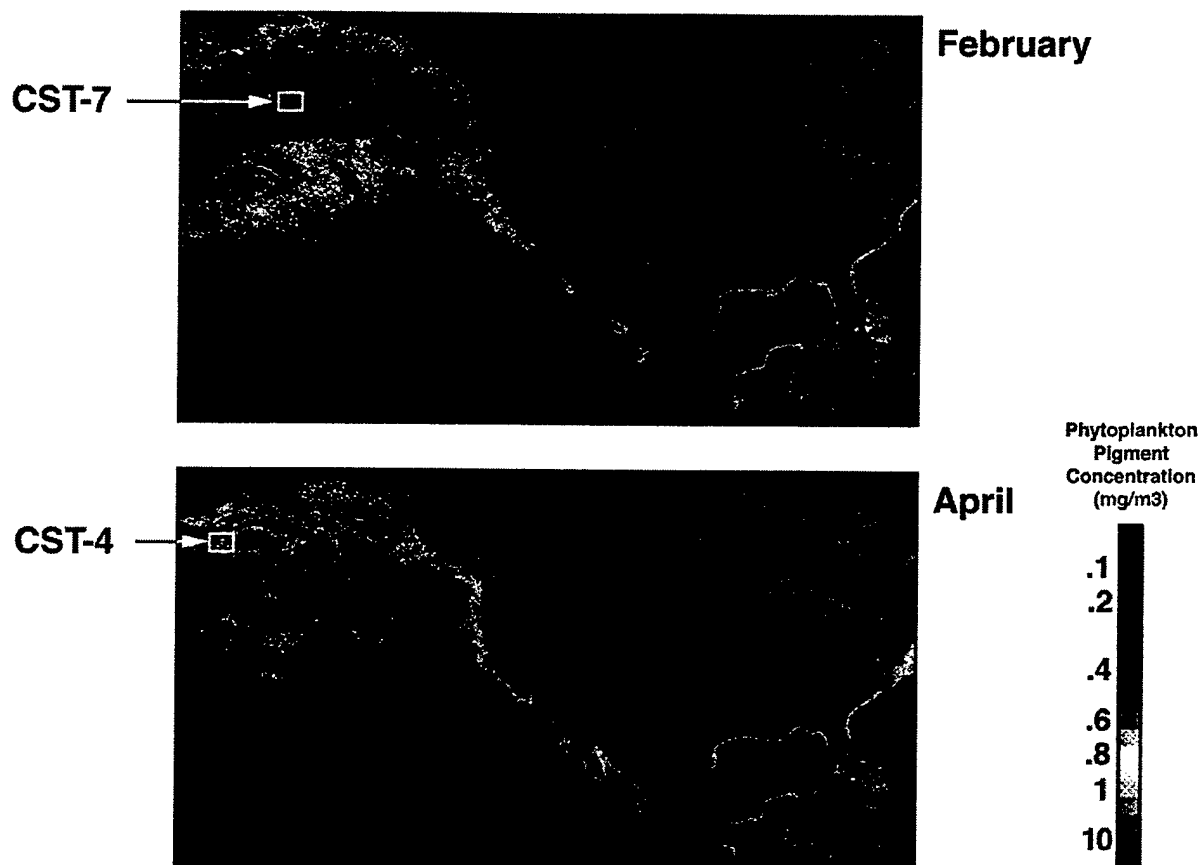 February
CST-7
April
CST-4
Phytoplankton
Pigment
Concentration
(mg/m3)
.1
.2
.4
.6
.8
1
10